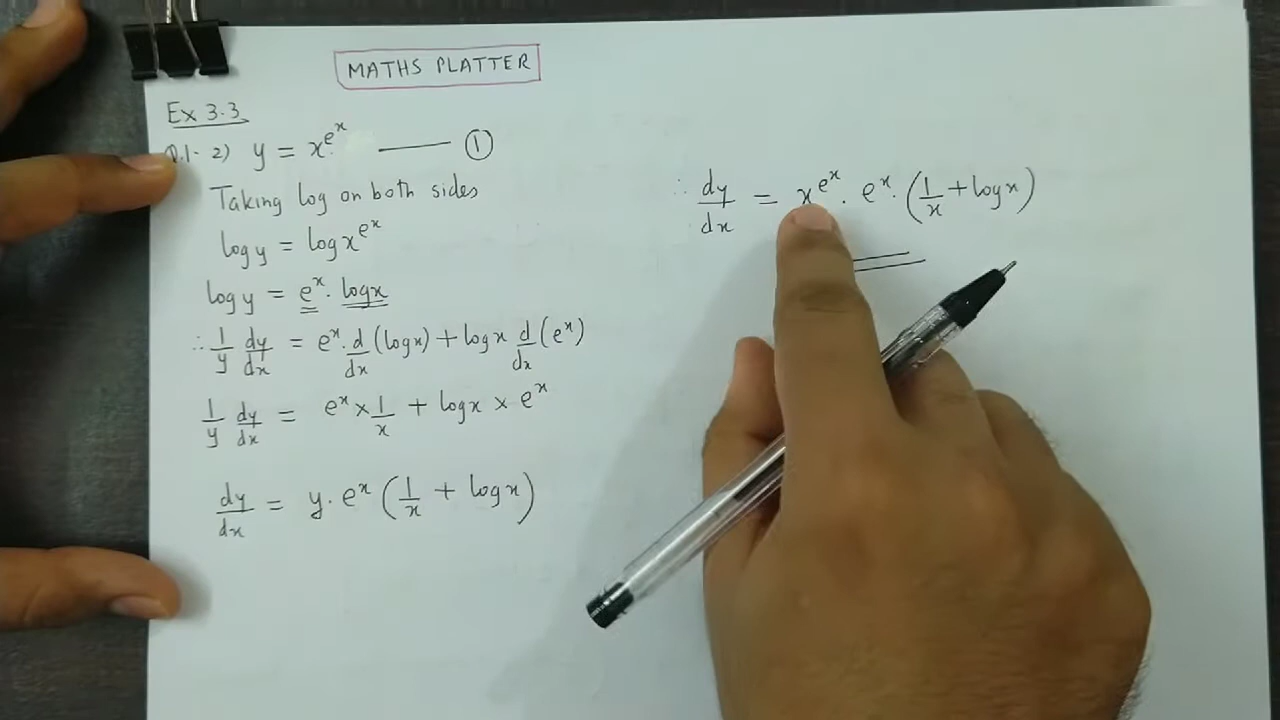 MATHS PLATTER
Ex 3.3
Q.1- 2) y = x^{e^x} ——— ①
Taking log on both sides
log y = log x^{e^x}
log y = e^x . log x
∴ 1/y dy/dx = e^x . d/dx (log x) + log x d/dx (e^x)
1/y dy/dx = e^x × 1/x + log x × e^x
dy/dx = y . e^x (1/x + log x)
∴ dy/dx = x^{e^x} . e^x . (1/x + log x)